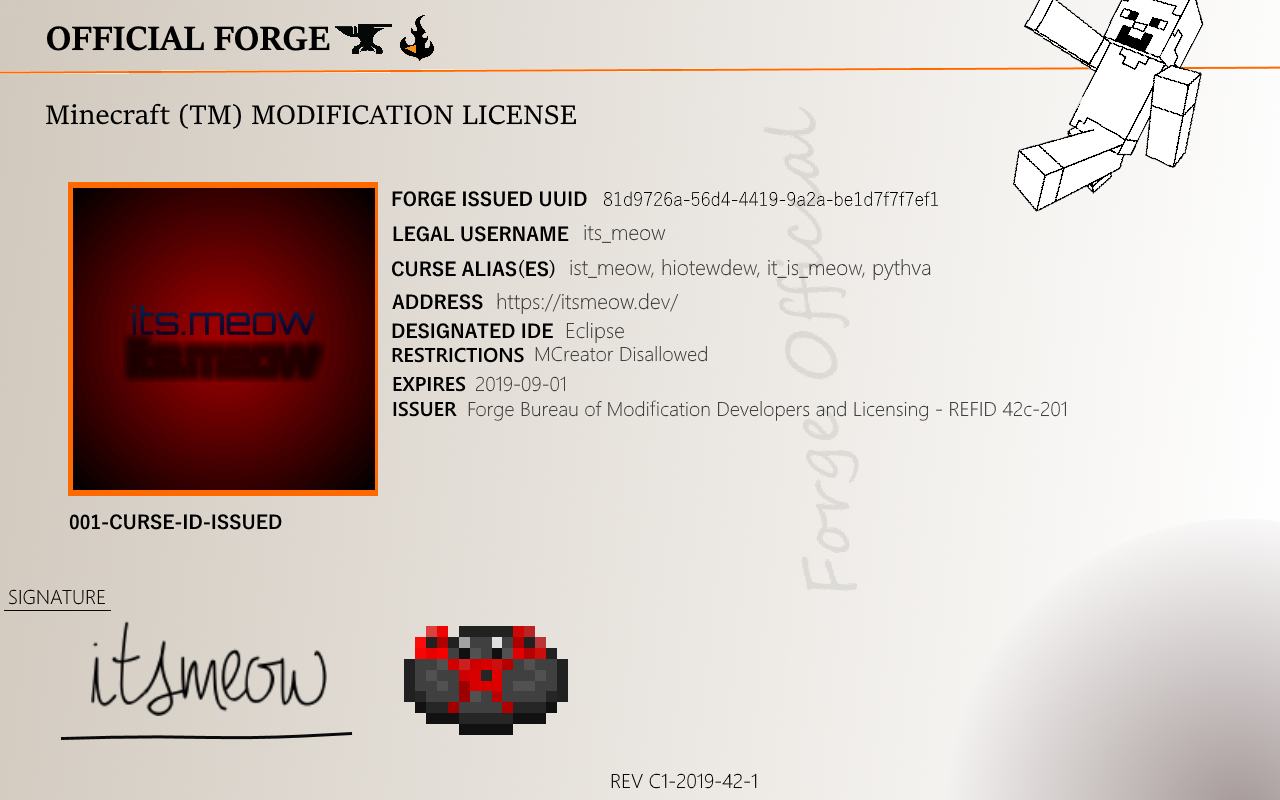 OFFICIAL FORGE
Minecraft (TM) MODIFICATION LICENSE
FORGE ISSUED UUID 81d9726a-56d4-4419-9a2a-be1d7f7f7ef1
LEGAL USERNAME its_meow
CURSE ALIAS(ES) ist_meow, hiotewdew, it_is_meow, pythva
ADDRESS https://itsmeow.dev/
DESIGNATED IDE Eclipse
RESTRICTIONS MCreator Disallowed
EXPIRES 2019-09-01
ISSUER Forge Bureau of Modification Developers and Licensing - REFID 42c-201
its.meow
its.meow
001-CURSE-ID-ISSUED
Forge Official
SIGNATURE
itsmeow
REV C1-2019-42-1